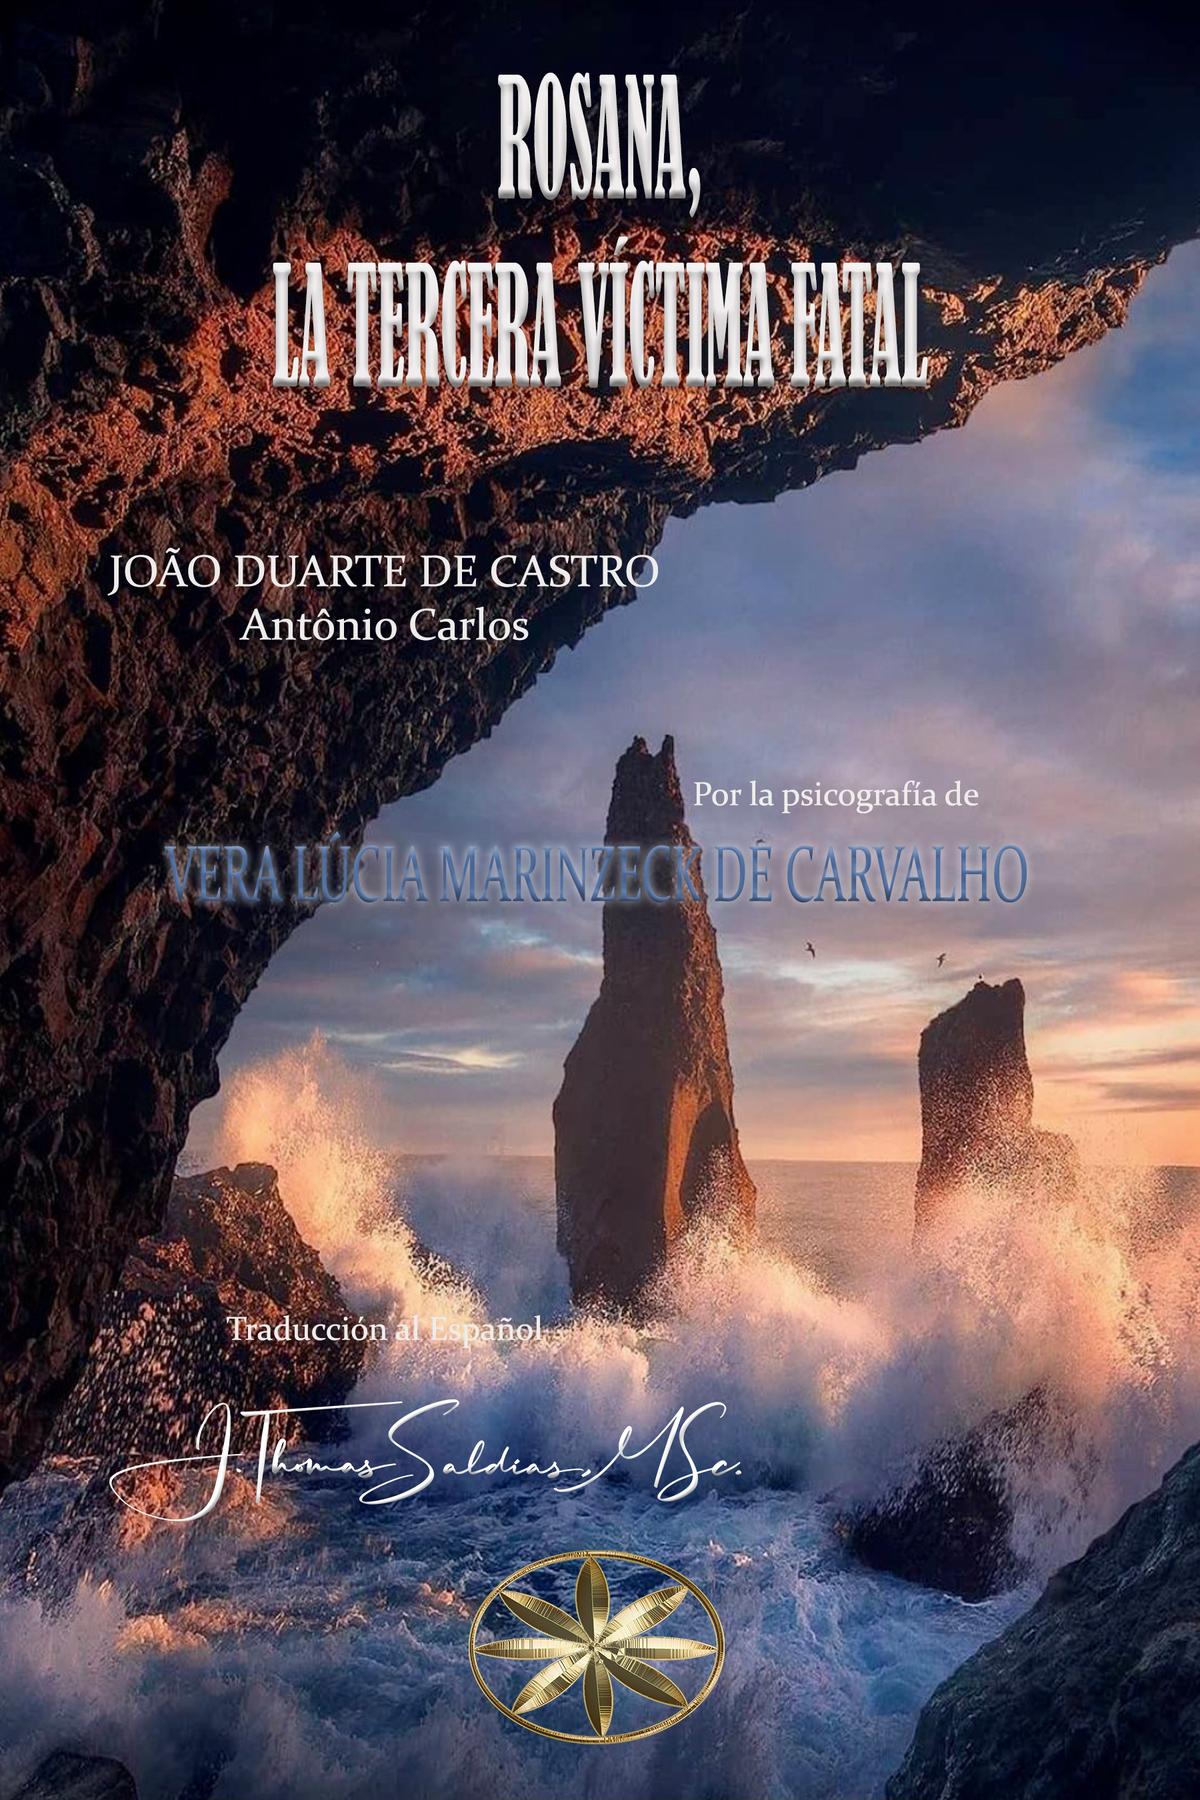 ROSANA,
LA TERCERA VÍCTIMA FATAL
JOÃO DUARTE DE CASTRO
Antônio Carlos
Por la psicografía de
VERA LÚCIA MARINZECK DE CARVALHO
Traducción al Español
J.Thomas Saldias, MSc.